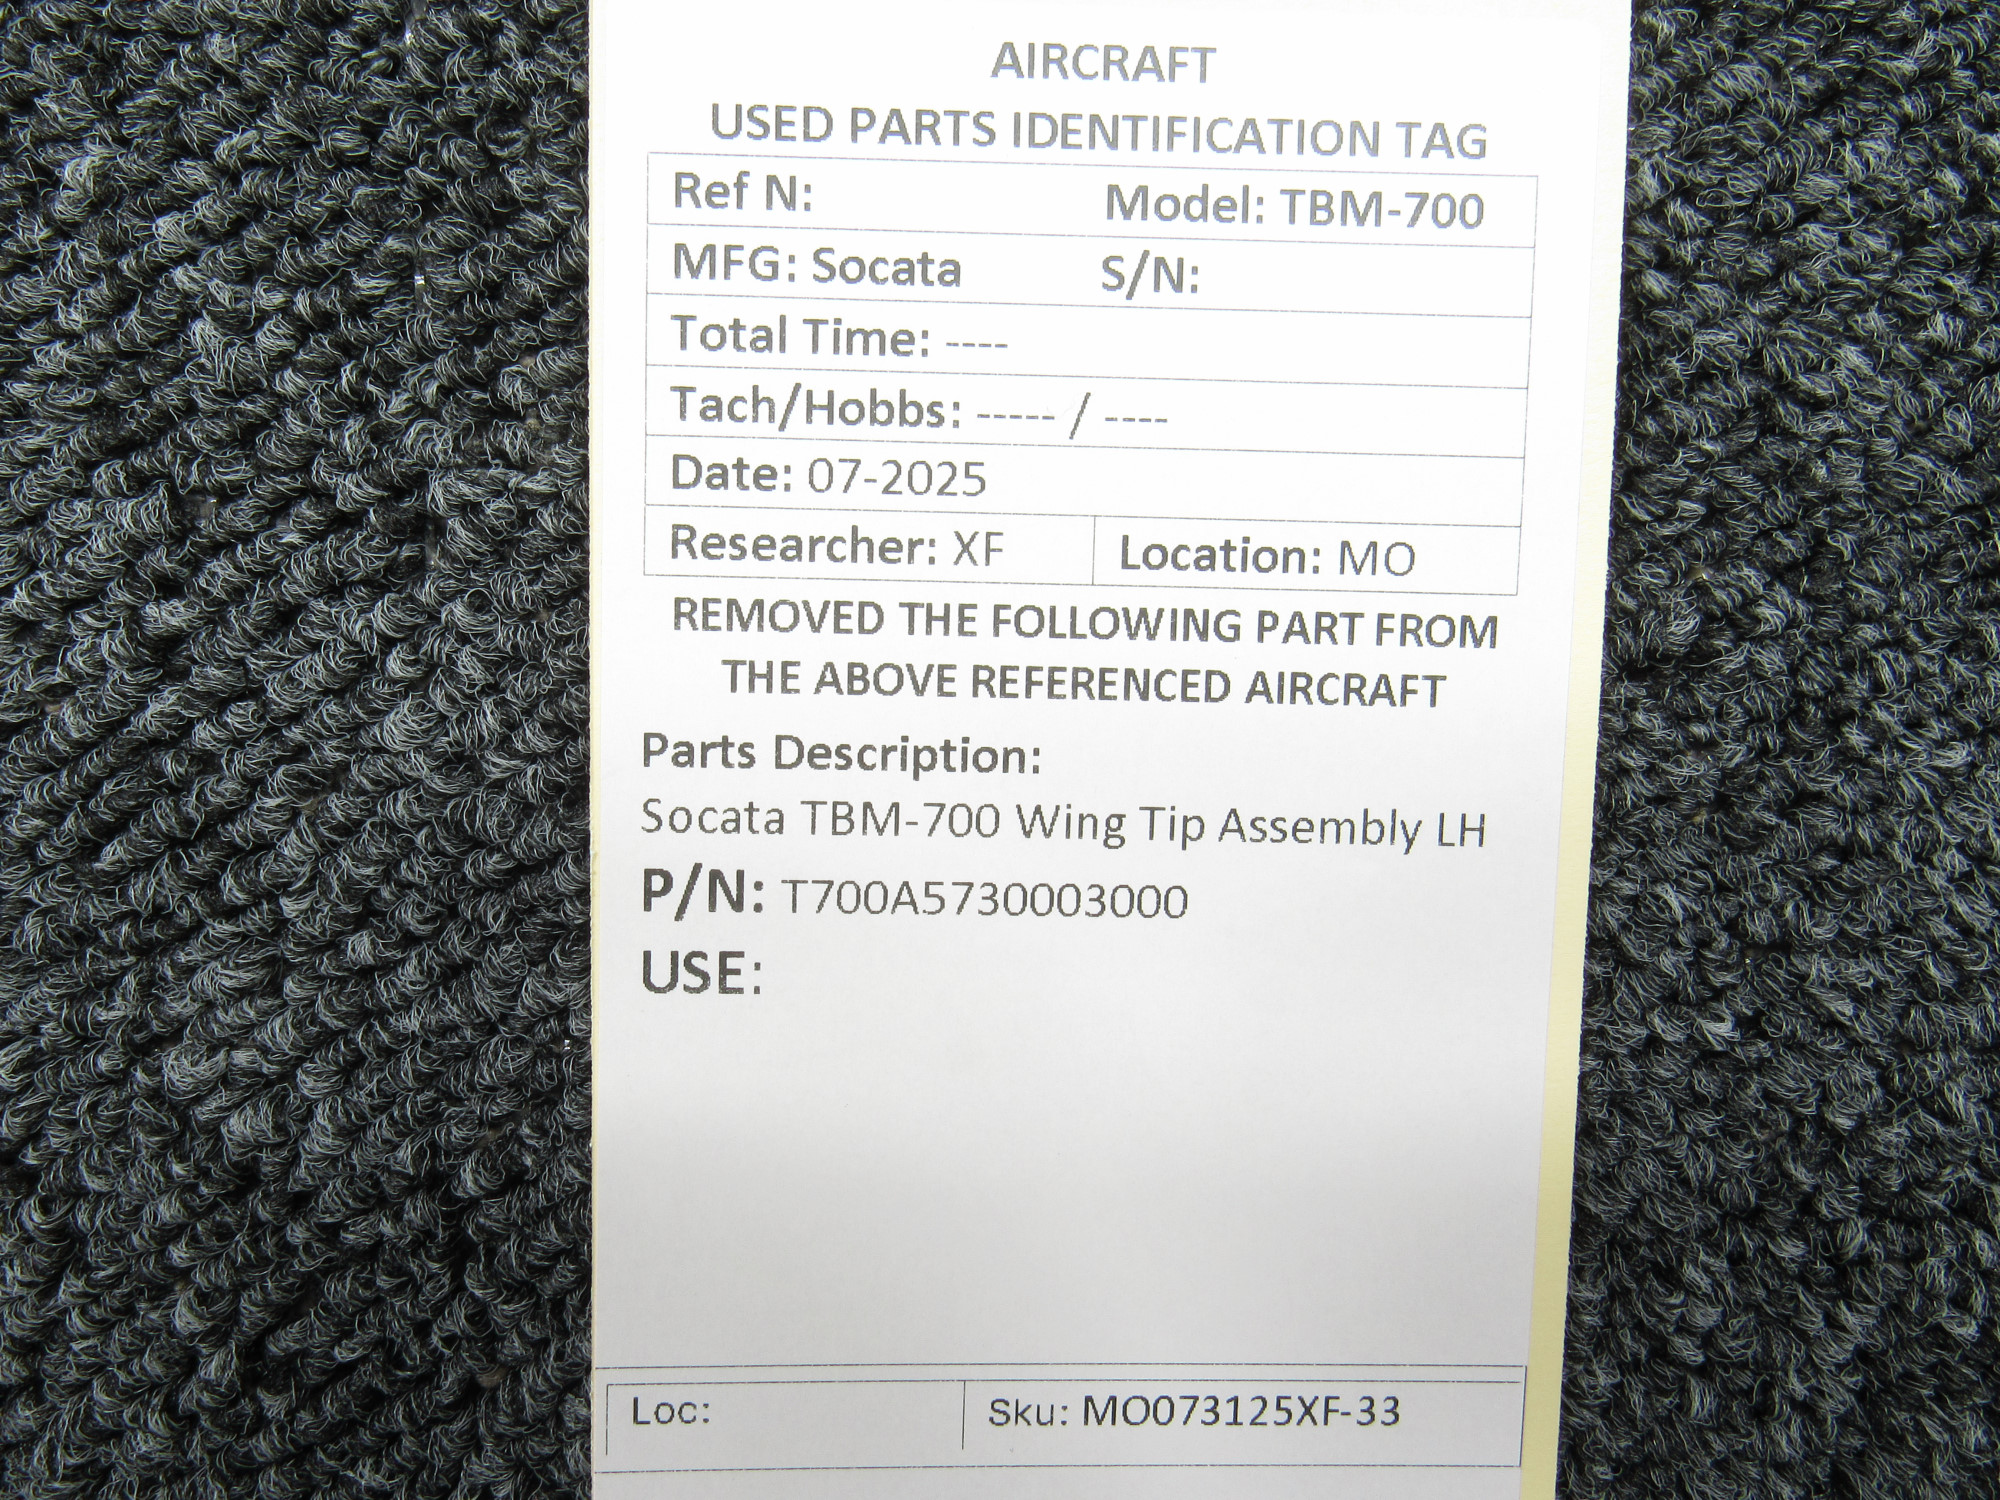 AIRCRAFT
USED PARTS IDENTIFICATION TAG
Ref N: Model: TBM-700
MFG: Socata S/N:
Total Time: ----
Tach/Hobbs: ----- / ----
Date: 07-2025
Researcher: XF Location: MO
REMOVED THE FOLLOWING PART FROM
THE ABOVE REFERENCED AIRCRAFT
Parts Description:
Socata TBM-700 Wing Tip Assembly LH
P/N: T700A5730003000
USE:
Loc: Sku: MO073125XF-33